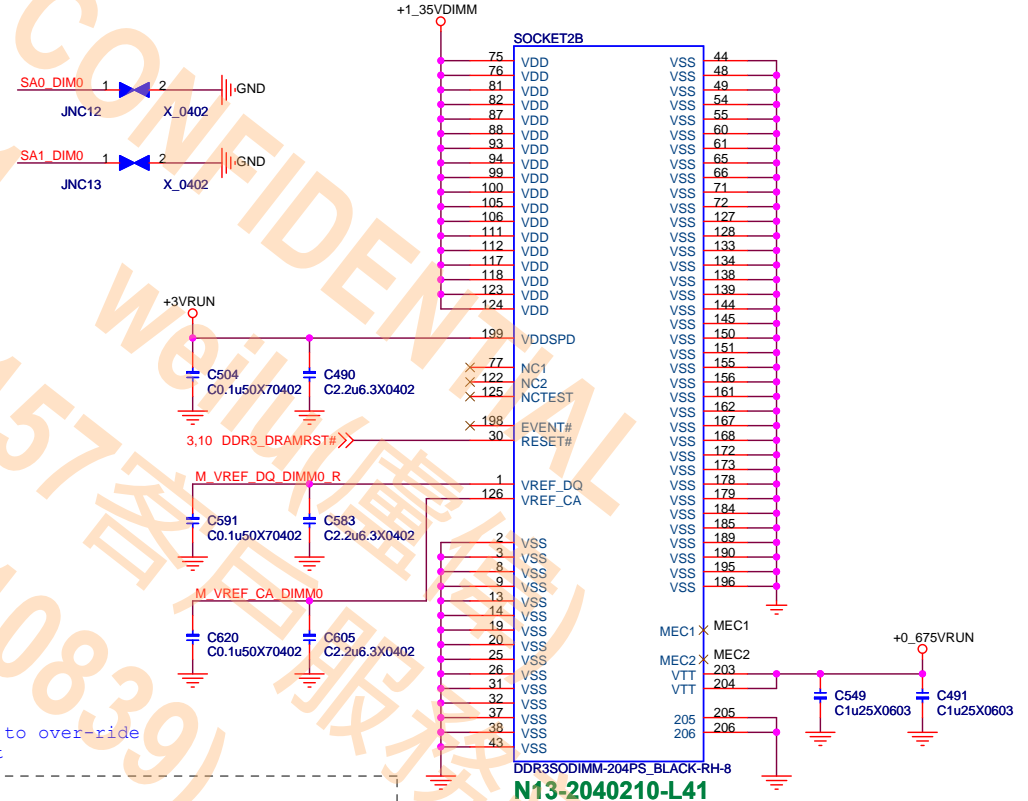 +1_35VDIMM
SOCKET2B
SA0_DIM0 1 2 GND
JNC12 X_0402
SA1_DIM0 1 2 GND
JNC13 X_0402
75 VDD VSS 44
76 VDD VSS 48
81 VDD VSS 49
82 VDD VSS 54
87 VDD VSS 55
88 VDD VSS 60
93 VDD VSS 61
94 VDD VSS 65
99 VDD VSS 66
100 VDD VSS 71
105 VDD VSS 72
106 VDD VSS 127
111 VDD VSS 128
112 VDD VSS 133
117 VDD VSS 134
118 VDD VSS 138
123 VDD VSS 139
124 VDD VSS 144
VSS 145
+3VRUN
199 VDDSPD VSS 150
VSS 151
C504 C490
C0.1u50X70402 C2.2u6.3X0402
77 NC1 VSS 155
122 NC2 VSS 156
125 NCTEST VSS 161
VSS 162
198 EVENT# VSS 167
3,10 DDR3_DRAMRST# 30 RESET# VSS 168
VSS 172
VSS 173
M_VREF_DQ_DIMM0_R 1 VREF_DQ VSS 178
126 VREF_CA VSS 179
C591 C583
C0.1u50X70402 C2.2u6.3X0402
VSS 184
VSS 185
2 VSS VSS 189
3 VSS VSS 190
8 VSS VSS 195
9 VSS VSS 196
M_VREF_CA_DIMM0
13 VSS
14 VSS
19 VSS MEC1 MEC1
20 VSS
C620 C605
C0.1u50X70402 C2.2u6.3X0402
25 VSS MEC2 MEC2
26 VSS VTT 203
31 VSS VTT 204
32 VSS
37 VSS 205 205
38 VSS 206 206
43 VSS
+0_675VRUN
C549 C491
C1u25X0603 C1u25X0603
DDR3SODIMM-204PS_BLACK-RH-8
N13-2040210-L41
to over-ride
CONFIDENTIAL
weilu(盧偉)
57客戶服務
40839)